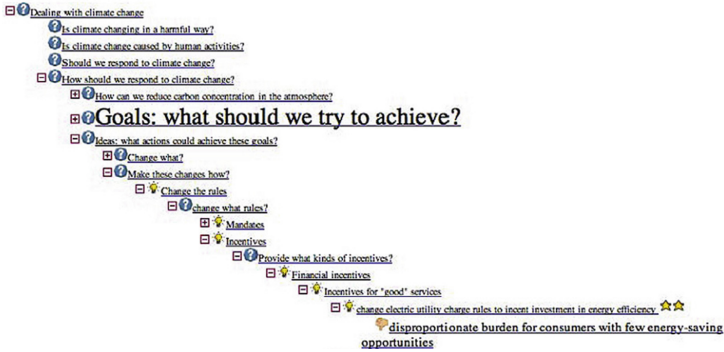 Dealing with climate change
Is climate changing in a harmful way?
Is climate change caused by human activities?
Should we respond to climate change?
How should we respond to climate change?
How can we reduce carbon concentration in the atmosphere?
Goals: what should we try to achieve?
Ideas: what actions could achieve these goals?
Change what?
Make these changes how?
Change the rules
change what rules?
Mandates
Incentives
Provide what kinds of incentives?
Financial incentives
Incentives for "good" services
change electric utility charge rules to incent investment in energy efficiency
disproportionate burden for consumers with few energy-saving
opportunities